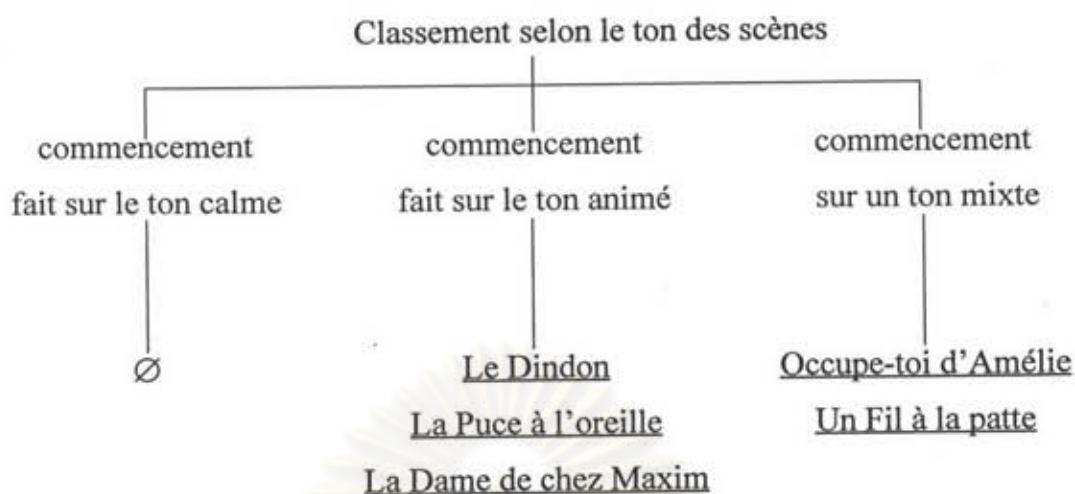 Classement selon le ton des scènes
commencement
fait sur le ton calme
∅
commencement
fait sur le ton animé
Le Dindon
La Puce à l'oreille
La Dame de chez Maxim
commencement
sur un ton mixte
Occupe-toi d'Amélie
Un Fil à la patte